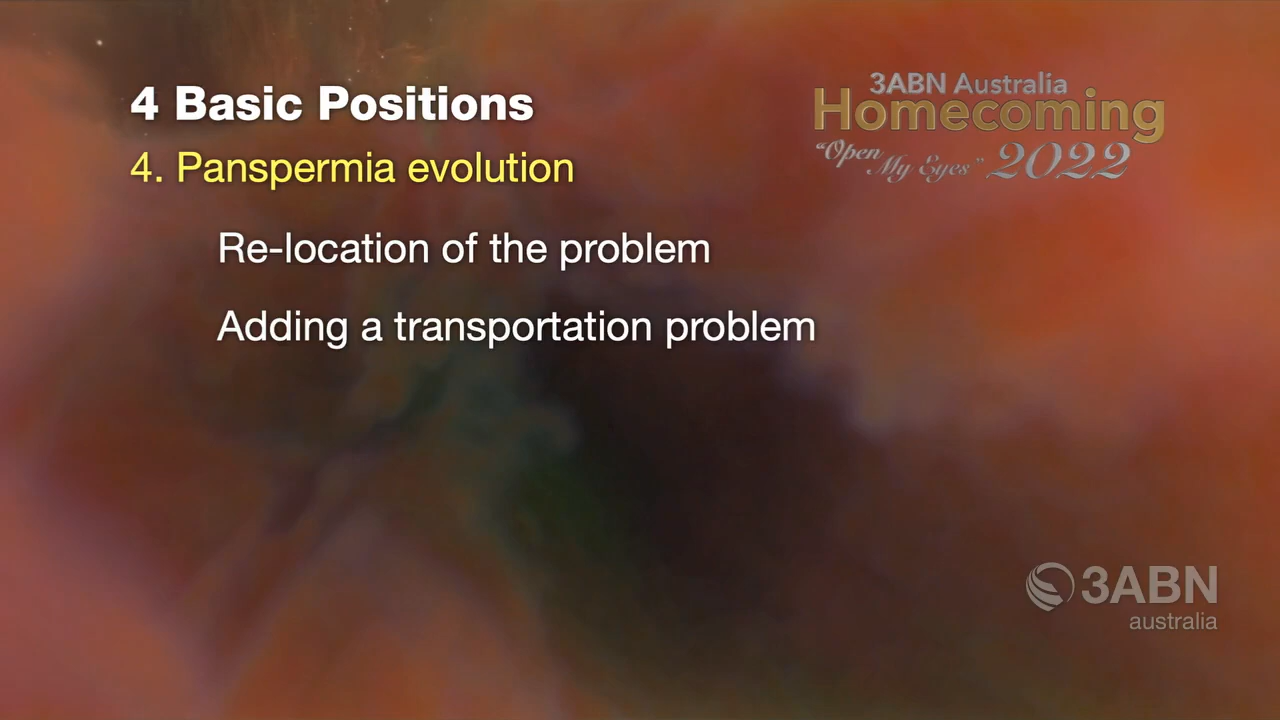 4 Basic Positions
4. Panspermia evolution
Re-location of the problem
Adding a transportation problem
3ABN Australia
Homecoming
“Open My Eyes” 2022
3ABN
australia